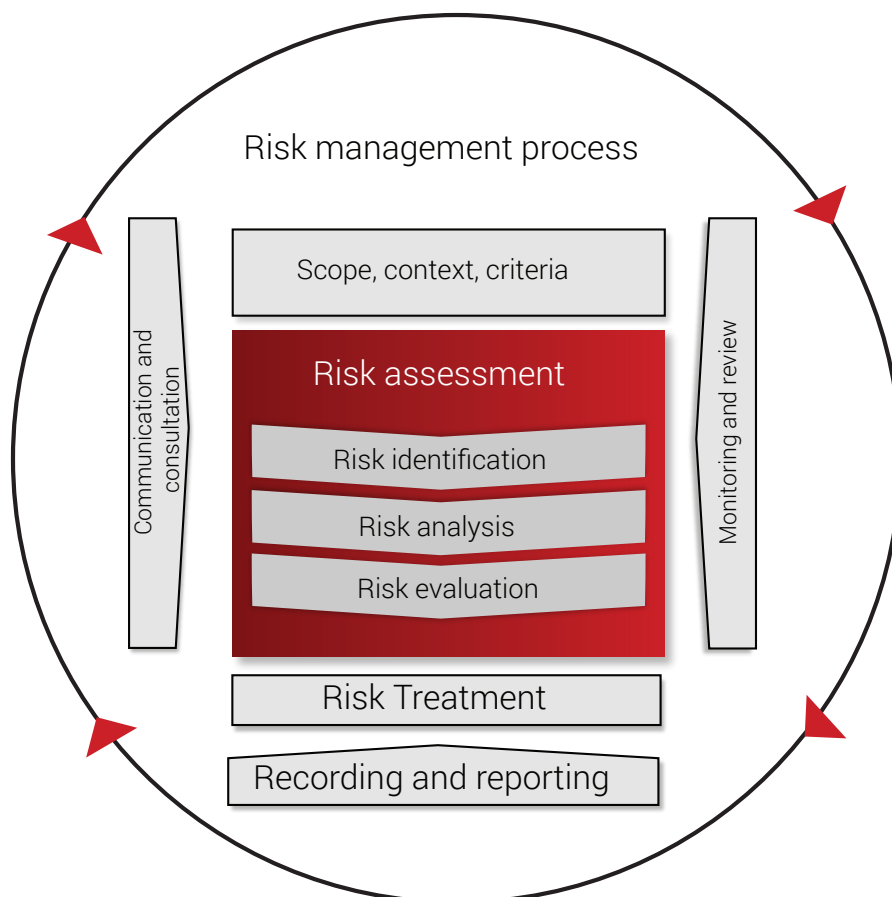 Risk management process
Scope, context, criteria
Communication and
consultation
Risk assessment
Risk identification
Risk analysis
Risk evaluation
Monitoring and review
Risk Treatment
Recording and reporting